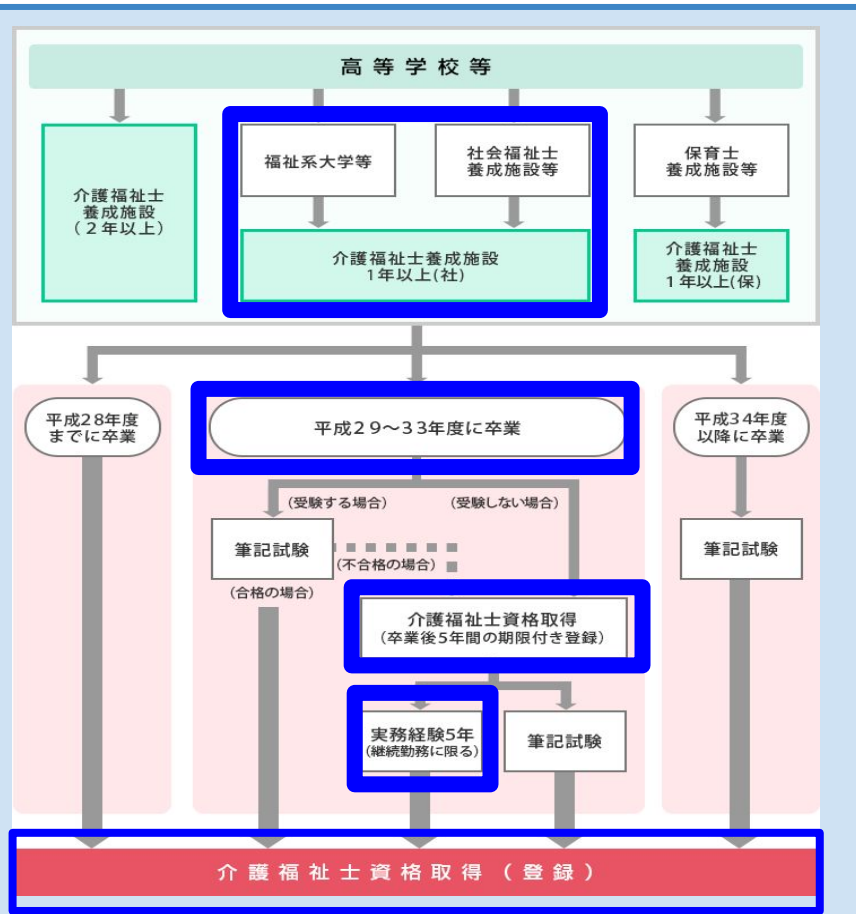 高等学校等
介護福祉士
養成施設
(2年以上)
福祉系大学等
社会福祉士
養成施設等
介護福祉士養成施設
1年以上(社)
保育士
養成施設等
介護福祉士
養成施設
1年以上(保)
平成28年度
までに卒業
平成29〜33年度に卒業
平成34年度
以降に卒業
(受験する場合)
(受験しない場合)
筆記試験
(不合格の場合)
(合格の場合)
介護福祉士資格取得
(卒業後5年間の期限付き登録)
実務経験5年
(継続勤務に限る)
筆記試験
筆記試験
介護福祉士資格取得(登録)